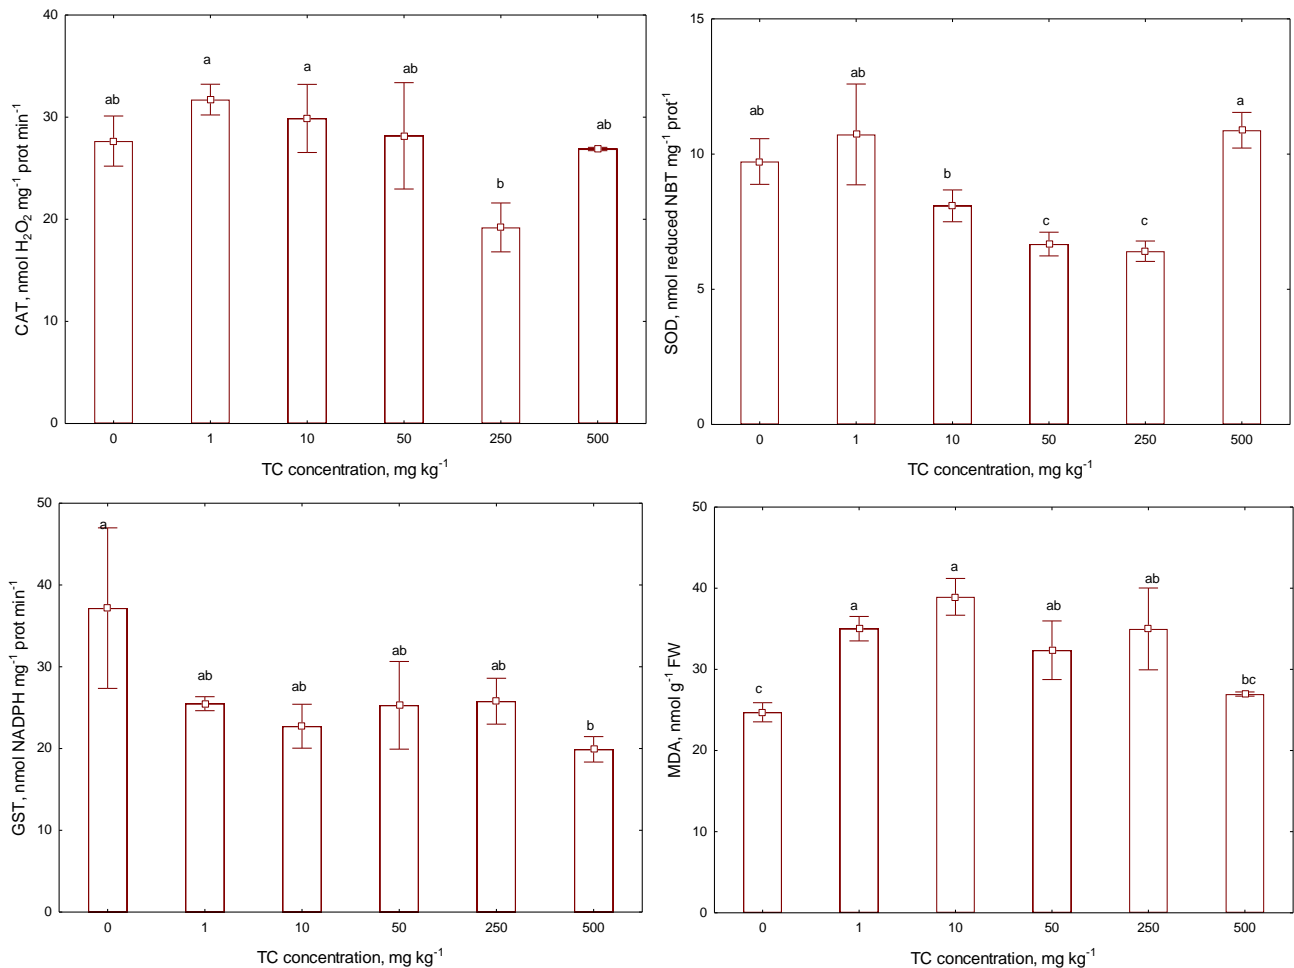 CAT, nmol H₂O₂ mg⁻¹ prot min⁻¹
40
30
20
10
0
ab
a
a
ab
b
ab
0 1 10 50 250 500
TC concentration, mg kg⁻¹
SOD, nmol reduced NBT mg⁻¹ prot⁻¹
15
10
5
0
ab
ab
b
c
c
a
0 1 10 50 250 500
TC concentration, mg kg⁻¹
GST, nmol NADPH mg⁻¹ prot min⁻¹
50
40
30
20
10
0
a
ab
ab
ab
ab
b
0 1 10 50 250 500
TC concentration, mg kg⁻¹
MDA, nmol g⁻¹ FW
50
40
30
20
10
0
c
a
a
ab
ab
bc
0 1 10 50 250 500
TC concentration, mg kg⁻¹